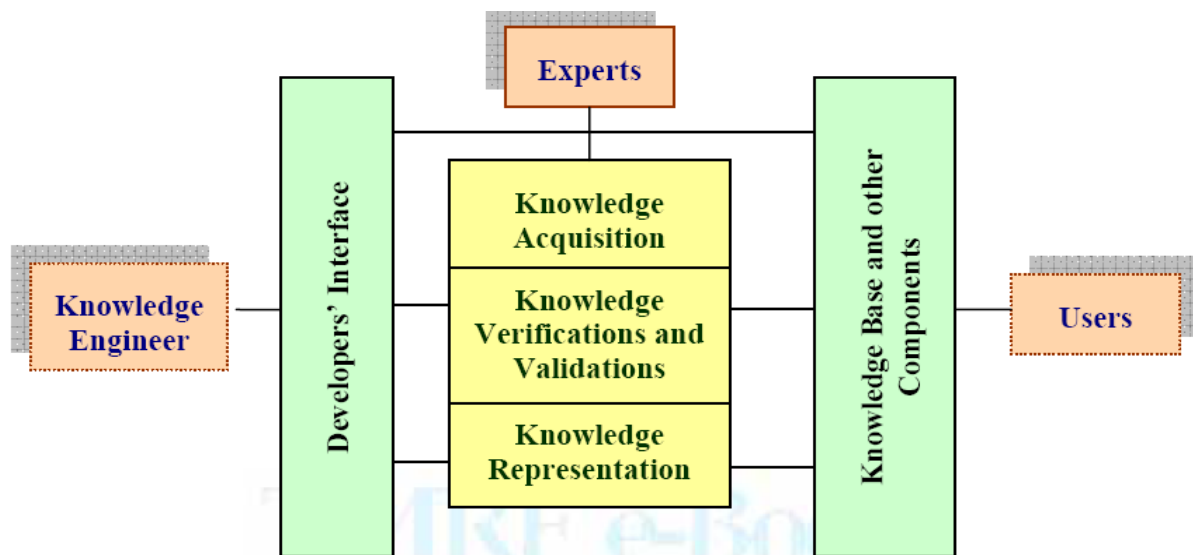 Experts
Developers’ Interface
Knowledge
Acquisition
Knowledge Base and other
Components
Knowledge
Engineer
Knowledge
Verifications and
Validations
Users
Knowledge
Representation